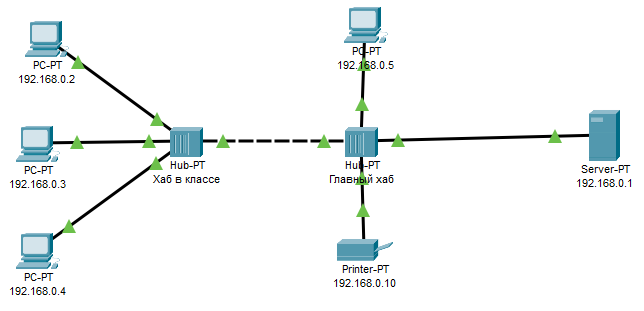 PC-PT
192.168.0.2
PC-PT
192.168.0.5
PC-PT
192.168.0.3
Hub-PT
Хаб в классе
Hub-PT
Главный хаб
Server-PT
192.168.0.1
PC-PT
192.168.0.4
Printer-PT
192.168.0.10